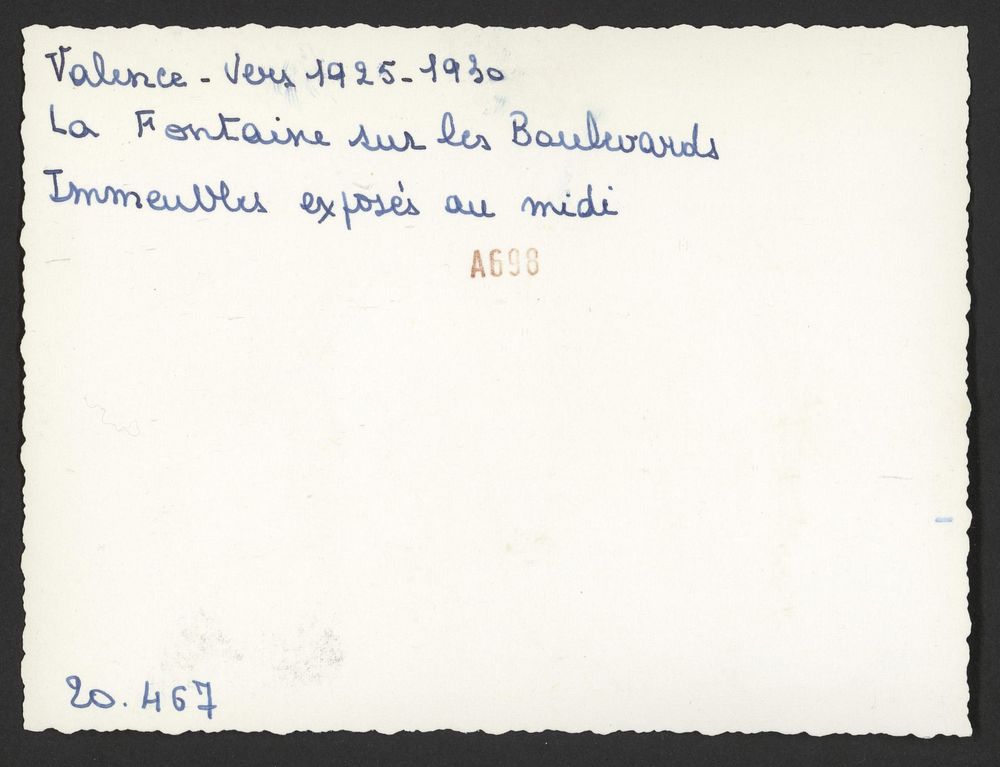 Valence - Vers 1925-1930
La Fontaine sur les Boulevards
Immeubles exposés au midi
A698
20.467